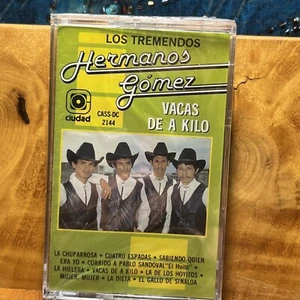 LOS TREMENDOS
Hermanos
Gómez
ciudad
CASS-DC
2144
VACAS
DE A KILO
LA CHUPARROSA • CUATRO ESPADAS • SABIENDO QUIEN
ERA YO • CORRIDO A PABLO SANDOVAL "El Huito"
LA HIELERA • VACAS DE A KILO • LA DE LOS HOYITOS •
MUJER, MUJER • LA DIETA • EL GALLO DE SINALOA